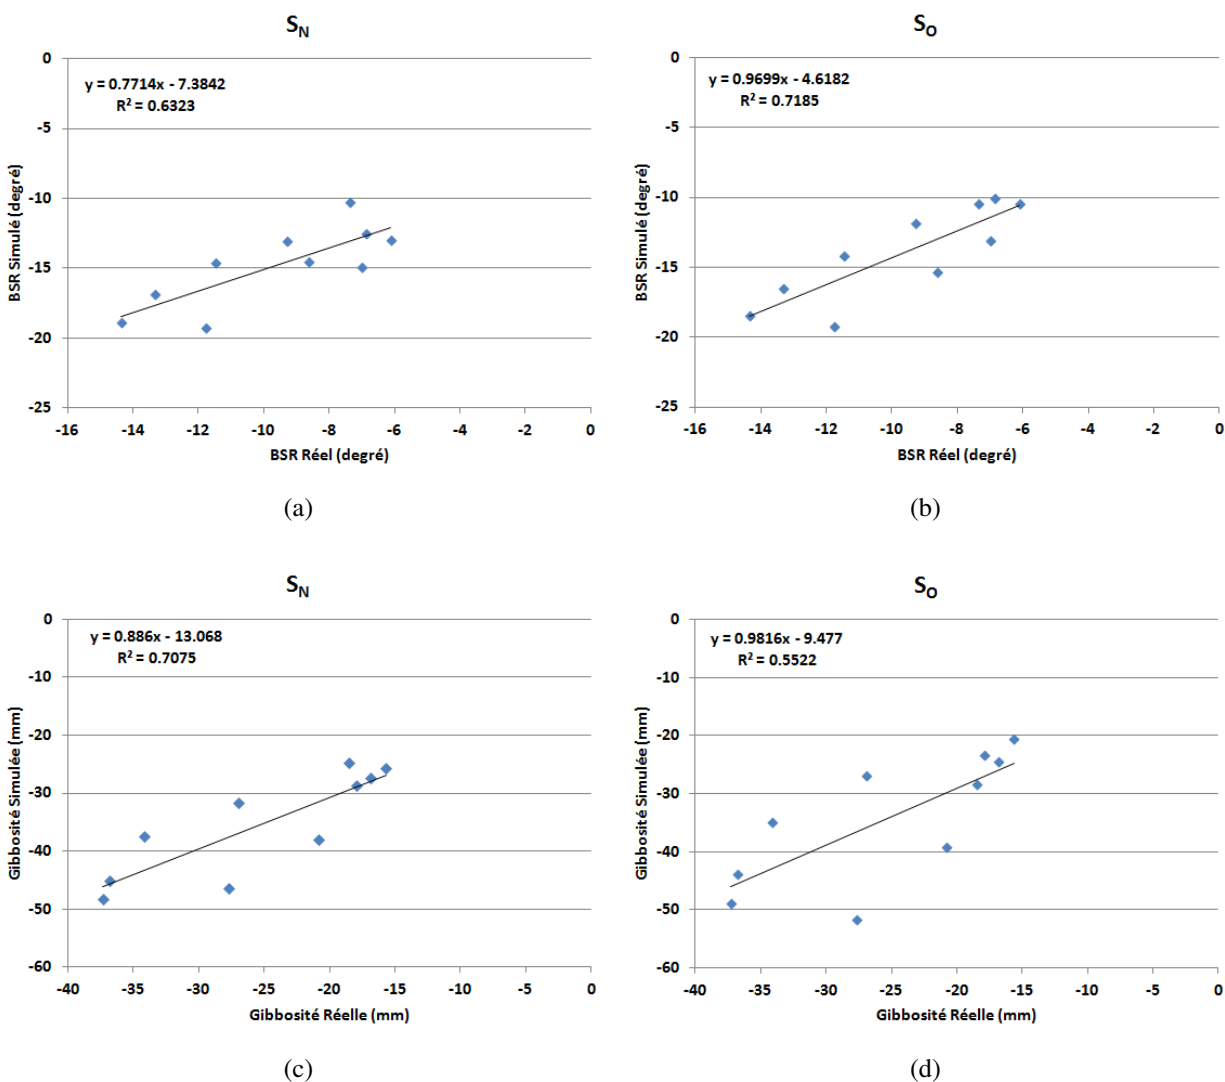 S_N
y = 0.7714x - 7.3842
R² = 0.6323
BSR Simulé (degré)
0
-5
-10
-15
-20
-25
-16 -14 -12 -10 -8 -6 -4 -2 0
BSR Réel (degré)
(a)
S_O
y = 0.9699x - 4.6182
R² = 0.7185
BSR Simulé (degré)
0
-5
-10
-15
-20
-25
-16 -14 -12 -10 -8 -6 -4 -2 0
BSR Réel (degré)
(b)
S_N
y = 0.886x - 13.068
R² = 0.7075
Gibbosité Simulée (mm)
0
-10
-20
-30
-40
-50
-60
-40 -35 -30 -25 -20 -15 -10 -5 0
Gibbosité Réelle (mm)
(c)
S_O
y = 0.9816x - 9.477
R² = 0.5522
Gibbosité Simulée (mm)
0
-10
-20
-30
-40
-50
-60
-40 -35 -30 -25 -20 -15 -10 -5 0
Gibbosité Réelle (mm)
(d)